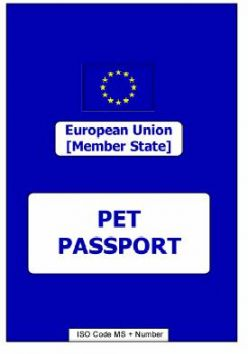 European Union
[Member State]
PET
PASSPORT
ISO Code MS + Number